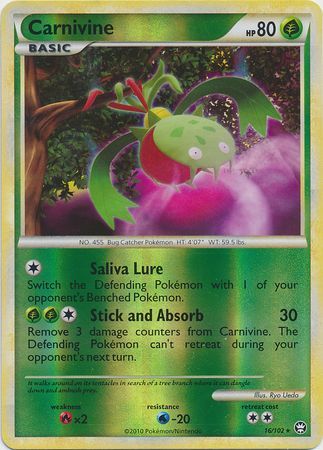 Carnivine
HP 80
BASIC
NO. 455 Bug Catcher Pokémon HT: 4'07" WT: 59.5 lbs.
Saliva Lure
Switch the Defending Pokémon with 1 of your
opponent's Benched Pokémon.
Stick and Absorb 30
Remove 3 damage counters from Carnivine. The
Defending Pokémon can't retreat during your
opponent's next turn.
It walks around on its tentacles in search of a tree branch where it can dangle
down and ambush prey.
Illus. Ryo Ueda
weakness resistance retreat cost
×2 -20
©2010 Pokémon/Nintendo 16/102 ★